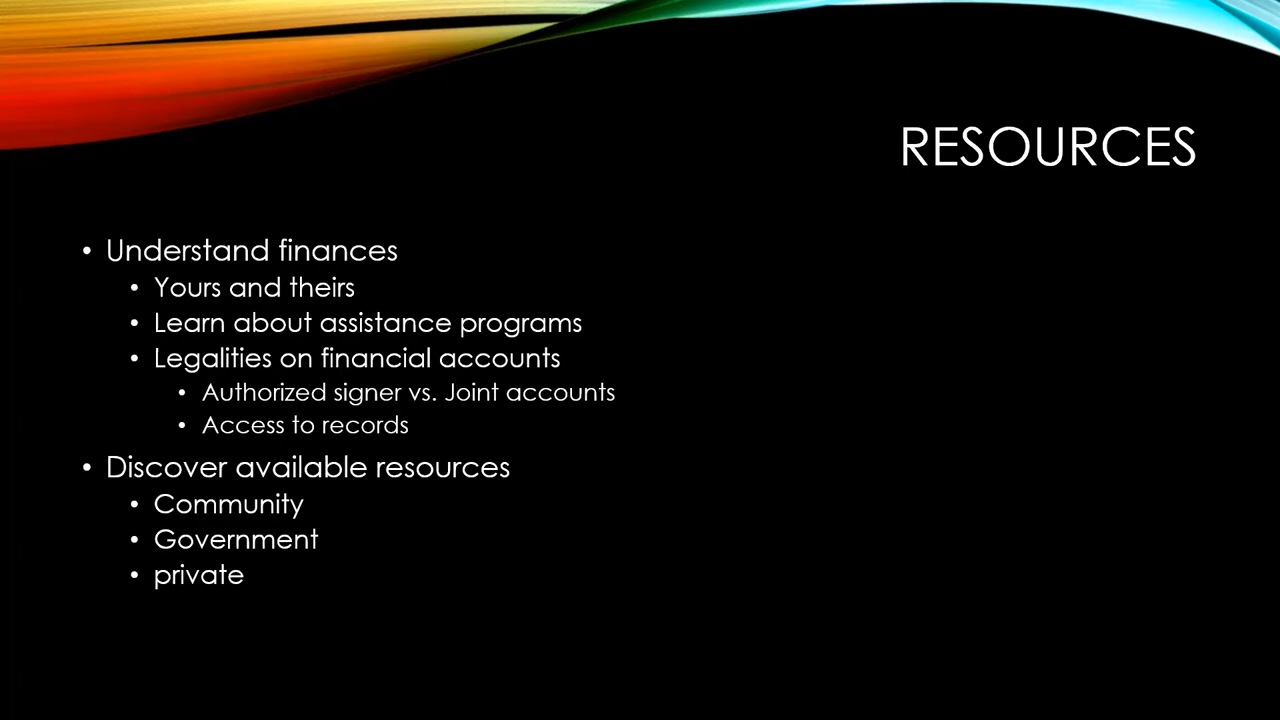 RESOURCES
• Understand finances
• Yours and theirs
• Learn about assistance programs
• Legalities on financial accounts
• Authorized signer vs. Joint accounts
• Access to records
• Discover available resources
• Community
• Government
• private